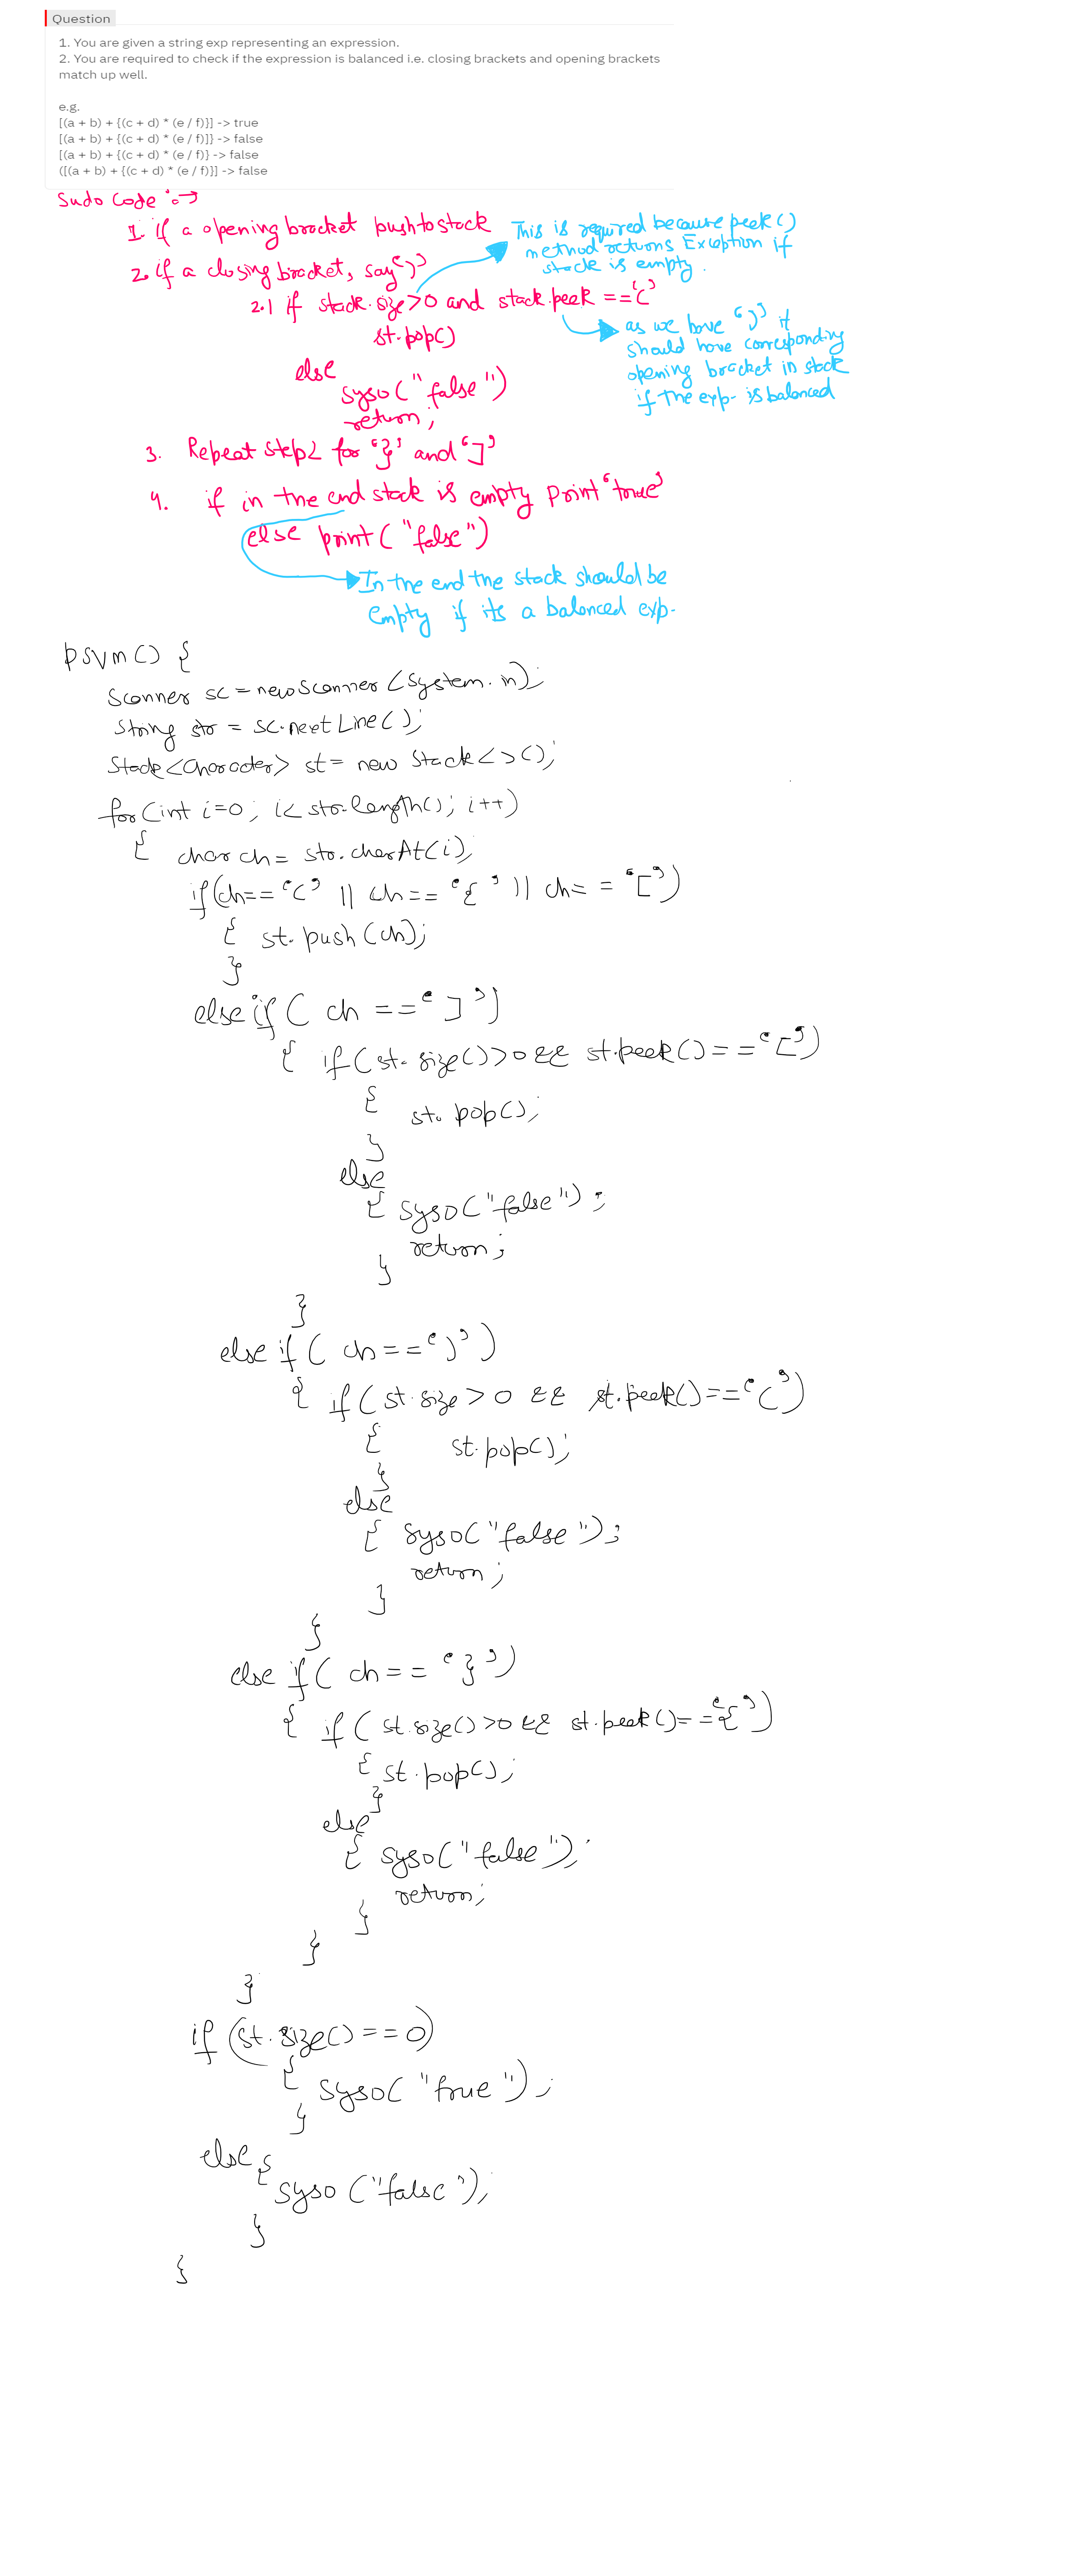 Question
1. You are given a string exp representing an expression.
2. You are required to check if the expression is balanced i.e. closing brackets and opening brackets
match up well.
e.g.
[(a + b) + {(c + d) * (e / f)}] -> true
[(a + b) + {(c + d) * (e / f)]} -> false
[(a + b) + {(c + d) * (e / f)} -> false
([(a + b) + {(c + d) * (e / f)}] -> false
Sudo Code :->
1. if a opening bracket push to stack
This is required because peek()
method returns Exception if
stack is empty.
2. if a closing bracket, say ')'
2.1 if stack.size>0 and stack.peek == '('
st.pop()
as we have ')' it
should have corresponding
opening bracket in stack
if the exp. is balanced
else
syso("false")
return;
3. Repeat step 2 for '}' and ']'
4. if in the end stack is empty print 'true'
else print("false")
In the end the stack should be
empty if its a balanced exp.
psvm() {
Scanner sc = new Scanner(System.in);
String str = sc.nextLine();
Stack<Character> st = new Stack<>();
for(int i=0; i< str.length(); i++)
{ char ch = str.charAt(i);
if(ch=='(' || ch=='{' || ch=='[')
{ st.push(ch);
}
else if( ch ==']')
{ if(st.size()>0 && st.peek()=='[')
{ st.pop();
}
else
{ syso("false");
return;
}
}
else if( ch==')')
{ if(st.size>0 && st.peek()=='(')
{ st.pop();
}
else
{ syso("false");
return;
}
}
else if( ch== '}')
{ if( st.size()>0 && st.peek()=='{')
{ st.pop();
}
else
{ syso("false");
return;
}
}
}
if(st.size()==0)
{ syso("true");
}
else {
syso("false");
}
}